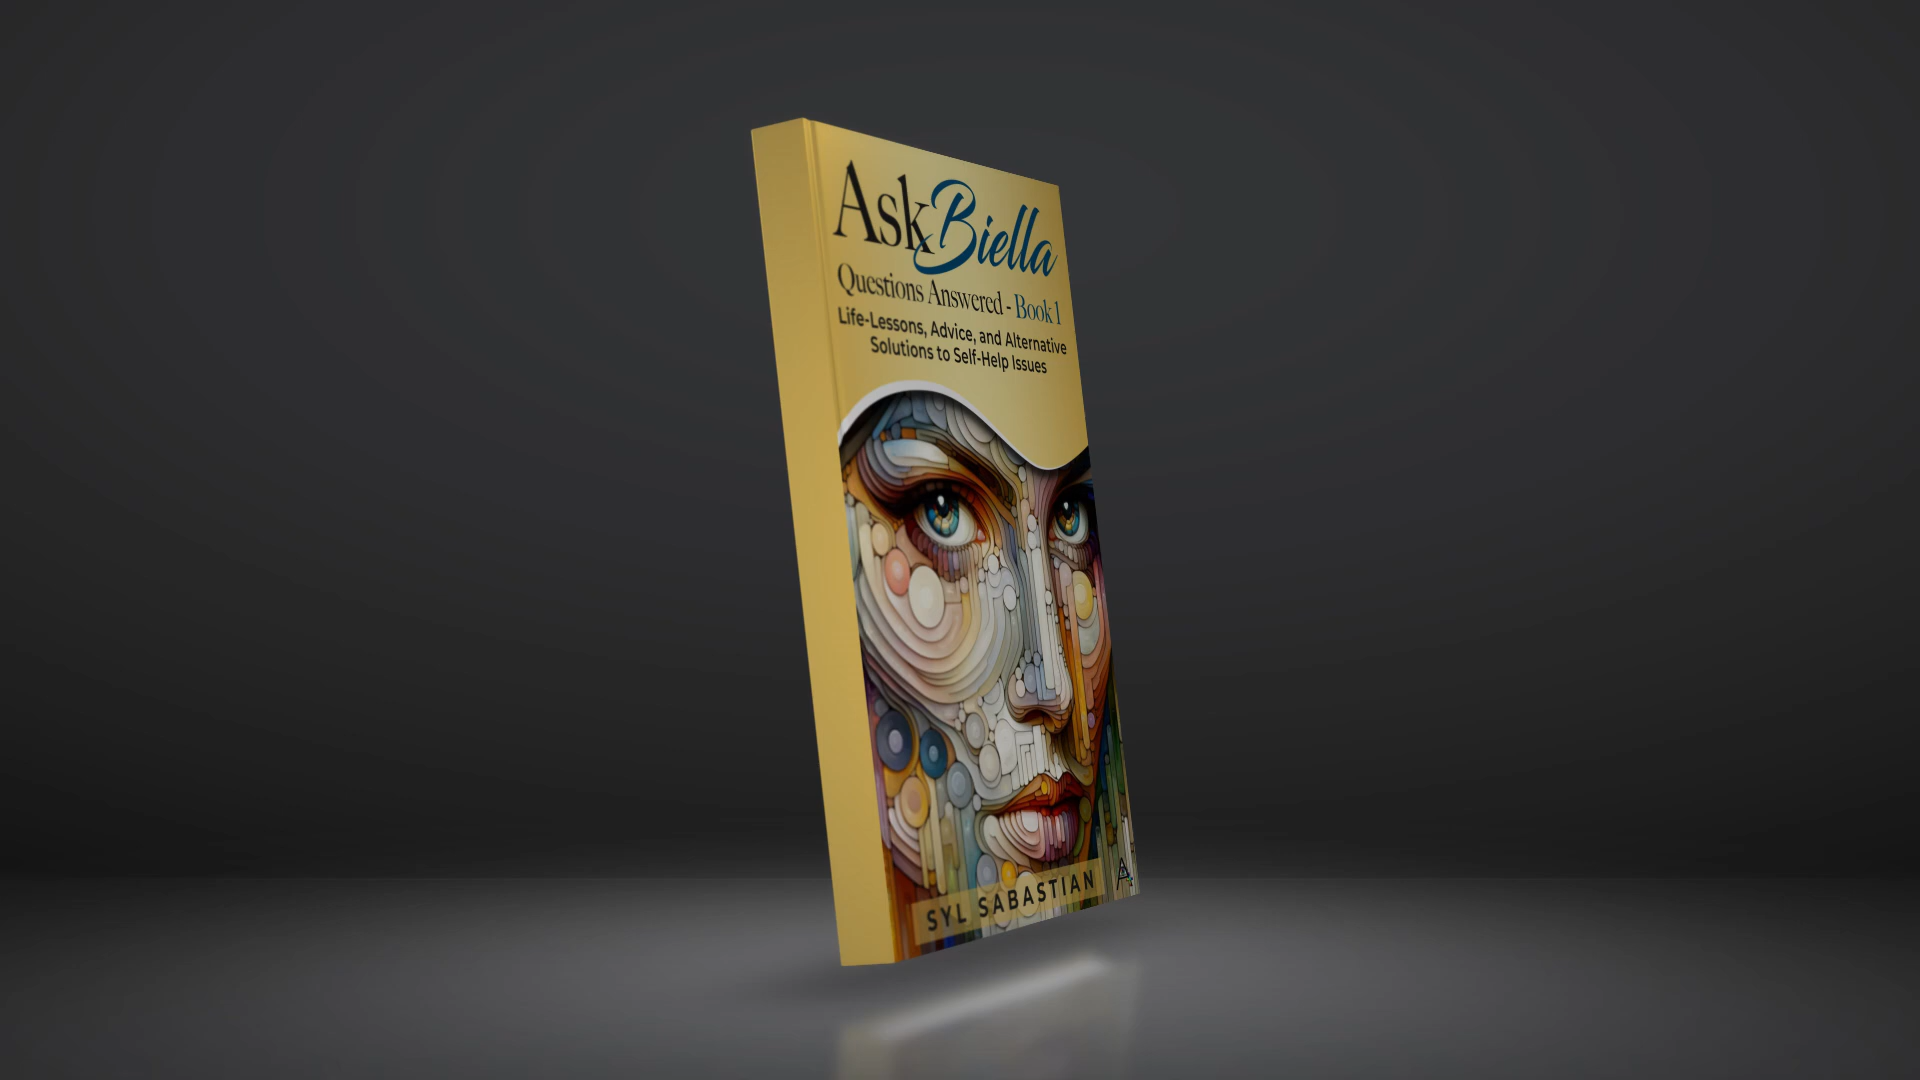 Ask Biella
Questions Answered - Book 1
Life-Lessons, Advice, and Alternative
Solutions to Self-Help Issues
SYL SABASTIAN